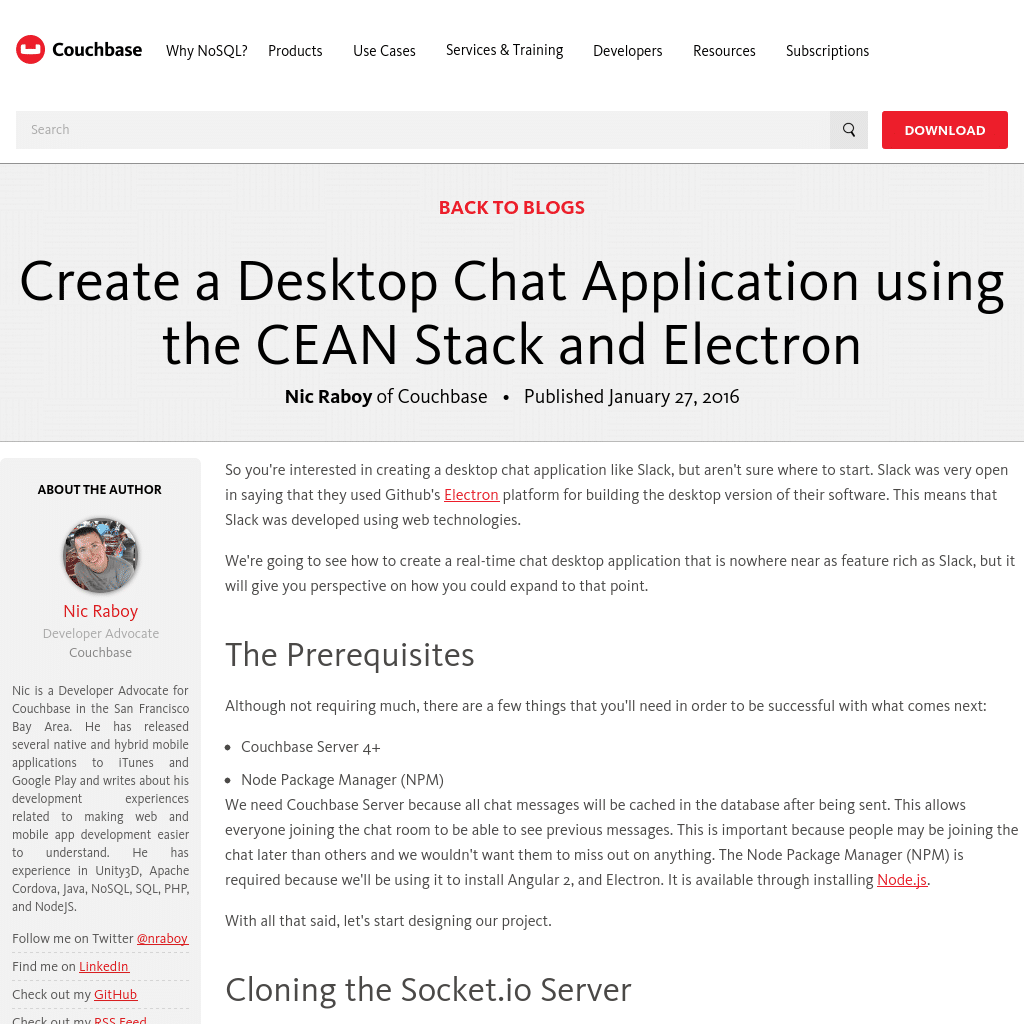 Couchbase
Why NoSQL?
Products
Use Cases
Services & Training
Developers
Resources
Subscriptions
Search
DOWNLOAD
BACK TO BLOGS
Create a Desktop Chat Application using
the CEAN Stack and Electron
Nic Raboy of Couchbase • Published January 27, 2016
ABOUT THE AUTHOR
Nic Raboy
Developer Advocate
Couchbase
Nic is a Developer Advocate for
Couchbase in the San Francisco
Bay Area. He has released
several native and hybrid mobile
applications to iTunes and
Google Play and writes about his
development experiences
related to making web and
mobile app development easier
to understand. He has
experience in Unity3D, Apache
Cordova, Java, NoSQL, SQL, PHP,
and NodeJS.
Follow me on Twitter @nraboy
Find me on LinkedIn
Check out my GitHub
Check out my RSS Feed
So you're interested in creating a desktop chat application like Slack, but aren't sure where to start. Slack was very open
in saying that they used Github's Electron platform for building the desktop version of their software. This means that
Slack was developed using web technologies.
We're going to see how to create a real-time chat desktop application that is nowhere near as feature rich as Slack, but it
will give you perspective on how you could expand to that point.
The Prerequisites
Although not requiring much, there are a few things that you'll need in order to be successful with what comes next:
• Couchbase Server 4+
• Node Package Manager (NPM)
We need Couchbase Server because all chat messages will be cached in the database after being sent. This allows
everyone joining the chat room to be able to see previous messages. This is important because people may be joining the
chat later than others and we wouldn't want them to miss out on anything. The Node Package Manager (NPM) is
required because we'll be using it to install Angular 2, and Electron. It is available through installing Node.js.
With all that said, let's start designing our project.
Cloning the Socket.io Server